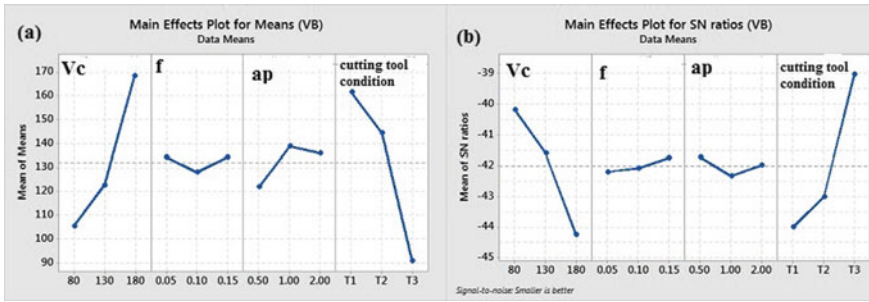 (a)
Main Effects Plot for Means (VB)
Data Means
Vc
f
ap
cutting tool
condition
Mean of Means
170
160
150
140
130
120
110
100
90
80 130 180
0.05 0.10 0.15
0.50 1.00 2.00
T1 T2 T3
(b)
Main Effects Plot for SN ratios (VB)
Data Means
Vc
f
ap
cutting tool
condition
Mean of SN ratios
-39
-40
-41
-42
-43
-44
-45
80 130 180
0.05 0.10 0.15
0.50 1.00 2.00
T1 T2 T3
Signal-to-noise: Smaller is better